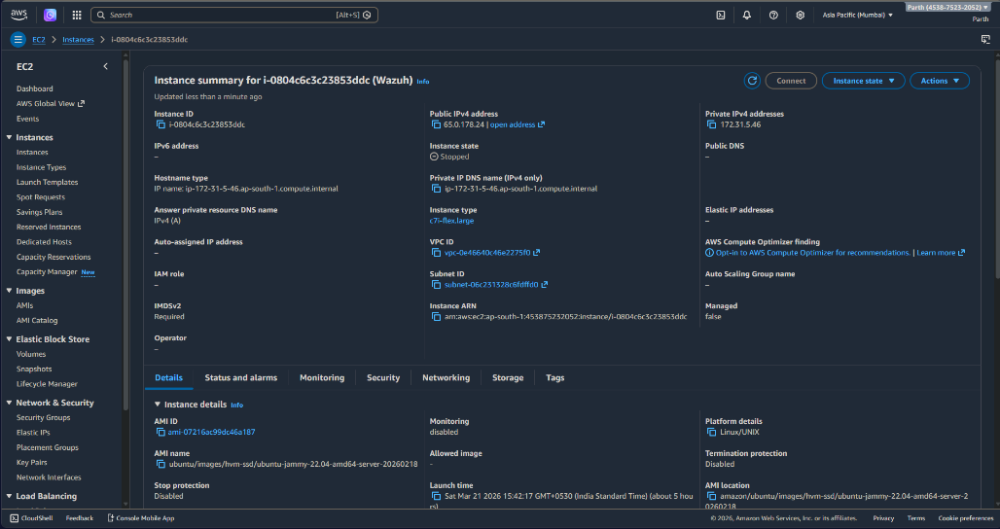 aws
Search [Alt+S]
Asia Pacific (Mumbai)
Parth (4538-7523-2052)
Parth
EC2 > Instances > i-0804c6c3c23853ddc
EC2
Dashboard
AWS Global View
Events
Instances
Instances
Instance Types
Launch Templates
Spot Requests
Savings Plans
Reserved Instances
Dedicated Hosts
Capacity Reservations
Capacity Manager New
Images
AMIs
AMI Catalog
Elastic Block Store
Volumes
Snapshots
Lifecycle Manager
Network & Security
Security Groups
Elastic IPs
Placement Groups
Key Pairs
Network Interfaces
Load Balancing
Instance summary for i-0804c6c3c23853ddc (Wazuh) Info
Updated less than a minute ago
Connect
Instance state
Actions
Instance ID
i-0804c6c3c23853ddc
Public IPv4 address
65.0.178.24 | open address
Private IPv4 addresses
172.31.5.46
IPv6 address
–
Instance state
Stopped
Public DNS
–
Hostname type
IP name: ip-172-31-5-46.ap-south-1.compute.internal
Private IP DNS name (IPv4 only)
ip-172-31-5-46.ap-south-1.compute.internal
Answer private resource DNS name
IPv4 (A)
Instance type
c7i-flex.large
Elastic IP addresses
–
Auto-assigned IP address
–
VPC ID
vpc-0e46640c46e2275f0
AWS Compute Optimizer finding
Opt-in to AWS Compute Optimizer for recommendations. | Learn more
IAM role
–
Subnet ID
subnet-06c231328c6fdffd0
Auto Scaling Group name
–
IMDSv2
Required
Instance ARN
arn:aws:ec2:ap-south-1:453875232052:instance/i-0804c6c3c23853ddc
Managed
false
Operator
–
Details
Status and alarms
Monitoring
Security
Networking
Storage
Tags
Instance details Info
AMI ID
ami-07216ac99dc46a187
Monitoring
disabled
Platform details
Linux/UNIX
AMI name
ubuntu/images/hvm-ssd/ubuntu-jammy-22.04-amd64-server-20260218
Allowed image
-
Termination protection
Disabled
Stop protection
Disabled
Launch time
Sat Mar 21 2026 15:42:17 GMT+0530 (India Standard Time) (about 5 hou
rs)
AMI location
amazon/ubuntu/images/hvm-ssd/ubuntu-jammy-22.04-amd64-server-2
0260218
CloudShell
Feedback
Console Mobile App
© 2026, Amazon Web Services, Inc. or its affiliates.
Privacy
Terms
Cookie preferences